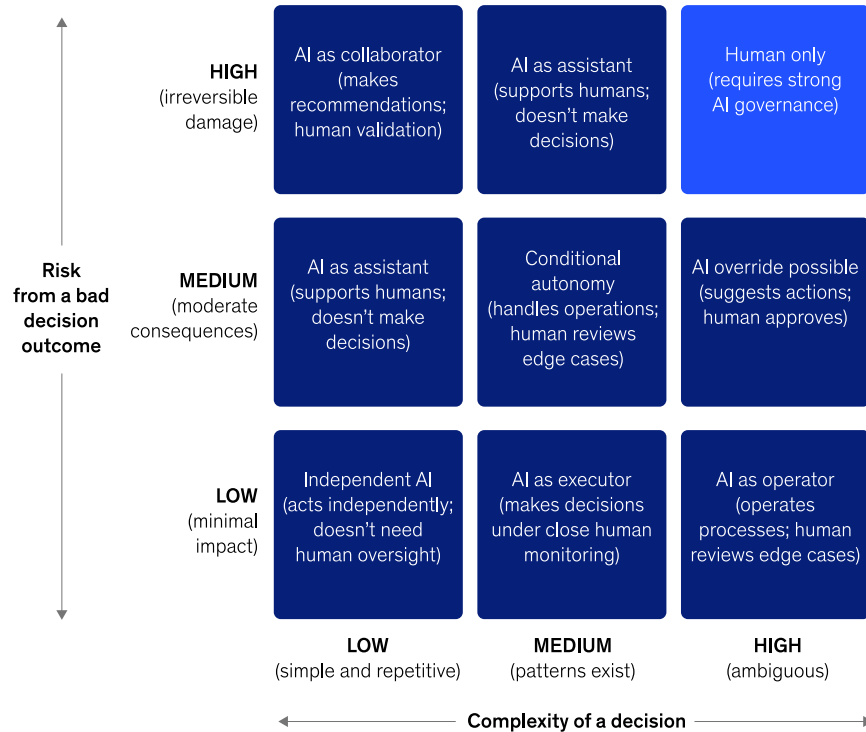 HIGH
(irreversible
damage)
AI as collaborator
(makes
recommendations;
human validation)
AI as assistant
(supports humans;
doesn't make
decisions)
Human only
(requires strong
AI governance)
Risk
from a bad
decision
outcome
MEDIUM
(moderate
consequences)
AI as assistant
(supports humans;
doesn't make
decisions)
Conditional
autonomy
(handles operations;
human reviews
edge cases)
AI override possible
(suggests actions;
human approves)
LOW
(minimal
impact)
Independent AI
(acts independently;
doesn't need
human oversight)
AI as executor
(makes decisions
under close human
monitoring)
AI as operator
(operates
processes; human
reviews edge cases)
LOW
(simple and repetitive)
MEDIUM
(patterns exist)
HIGH
(ambiguous)
Complexity of a decision